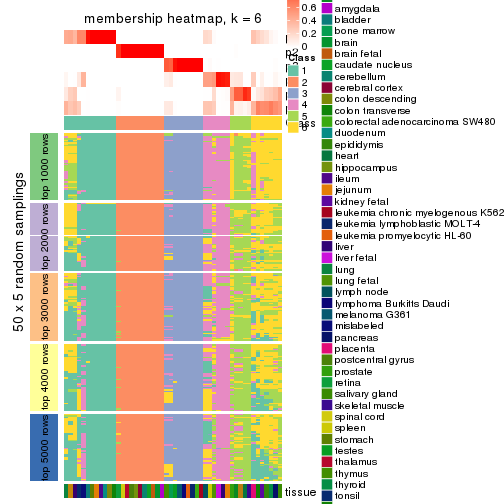 membership heatmap, k = 6
50 x 5 random samplings
top 1000 rows
top 2000 rows
top 3000 rows
top 4000 rows
top 5000 rows
0.6
0.4
0.2
0
Class
1
2
3
4
5
6
tissue
amygdala
bladder
bone marrow
brain
brain fetal
caudate nucleus
cerebellum
cerebral cortex
colon descending
colon transverse
colorectal adenocarcinoma SW480
duodenum
epididymis
heart
hippocampus
ileum
jejunum
kidney fetal
leukemia chronic myelogenous K562
leukemia lymphoblastic MOLT-4
leukemia promyelocytic HL-60
liver
liver fetal
lung
lung fetal
lymph node
lymphoma Burkitts Daudi
melanoma G361
mislabeled
pancreas
placenta
postcentral gyrus
prostate
retina
salivary gland
skeletal muscle
spinal cord
spleen
stomach
testes
thalamus
thymus
thyroid
tonsil